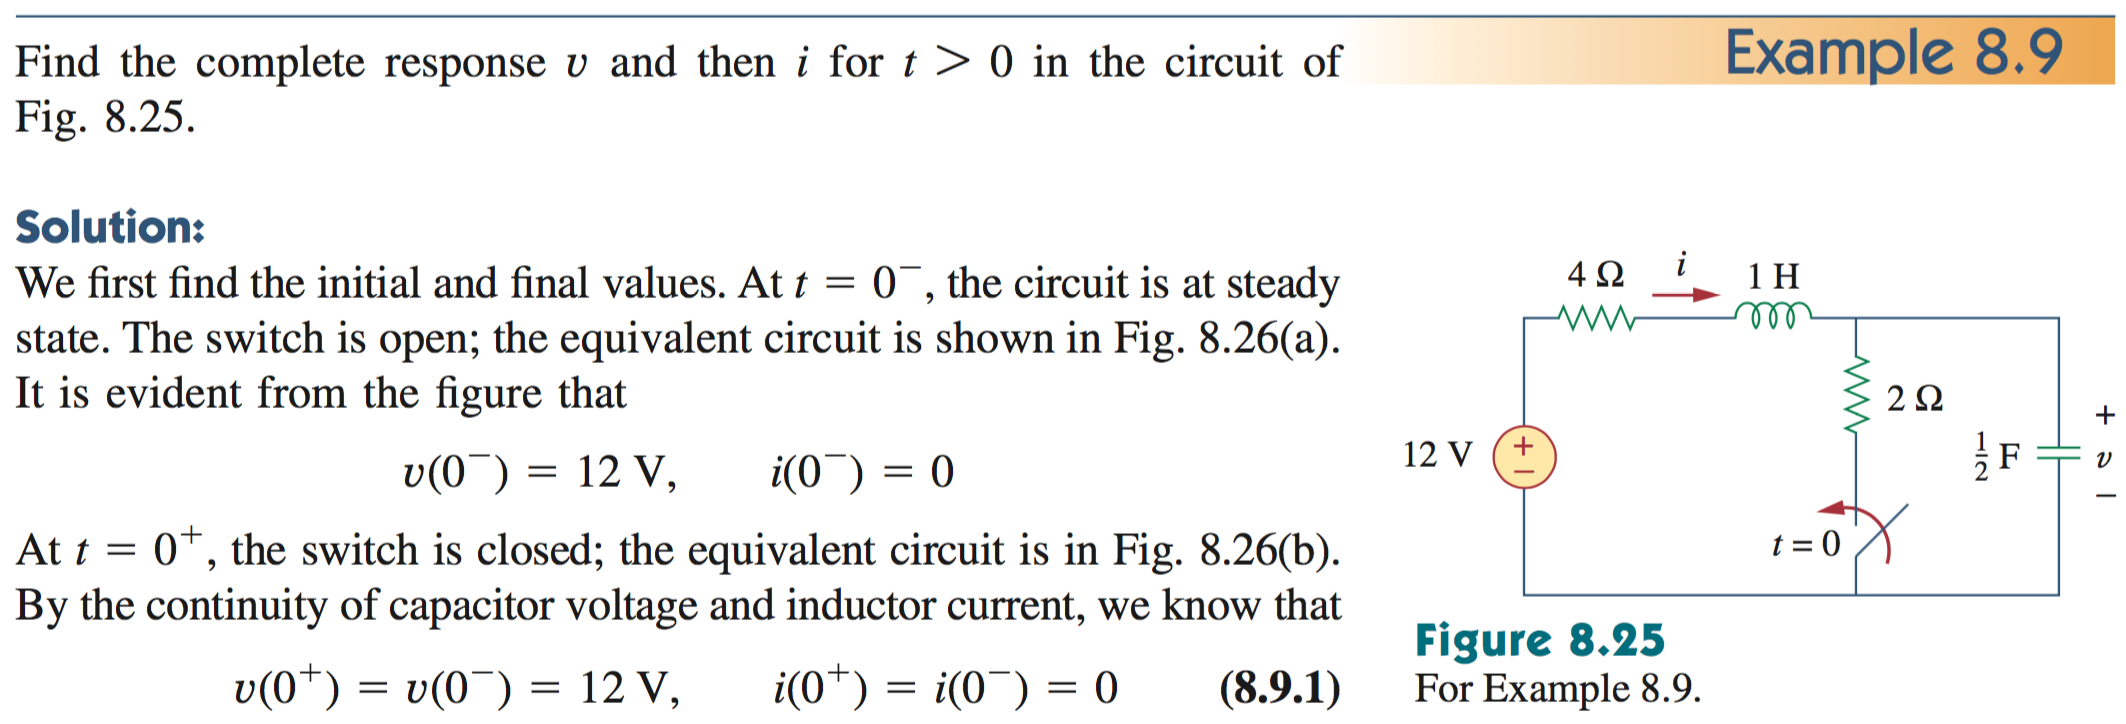 Example 8.9
Find the complete response v and then i for t > 0 in the circuit of
Fig. 8.25.
Solution:
We first find the initial and final values. At t = 0⁻, the circuit is at steady
state. The switch is open; the equivalent circuit is shown in Fig. 8.26(a).
It is evident from the figure that
v(0⁻) = 12 V, i(0⁻) = 0
At t = 0⁺, the switch is closed; the equivalent circuit is in Fig. 8.26(b).
By the continuity of capacitor voltage and inductor current, we know that
v(0⁺) = v(0⁻) = 12 V, i(0⁺) = i(0⁻) = 0 (8.9.1)
4 Ω i 1 H
2 Ω
12 V + − ½ F + v −
t = 0
Figure 8.25
For Example 8.9.